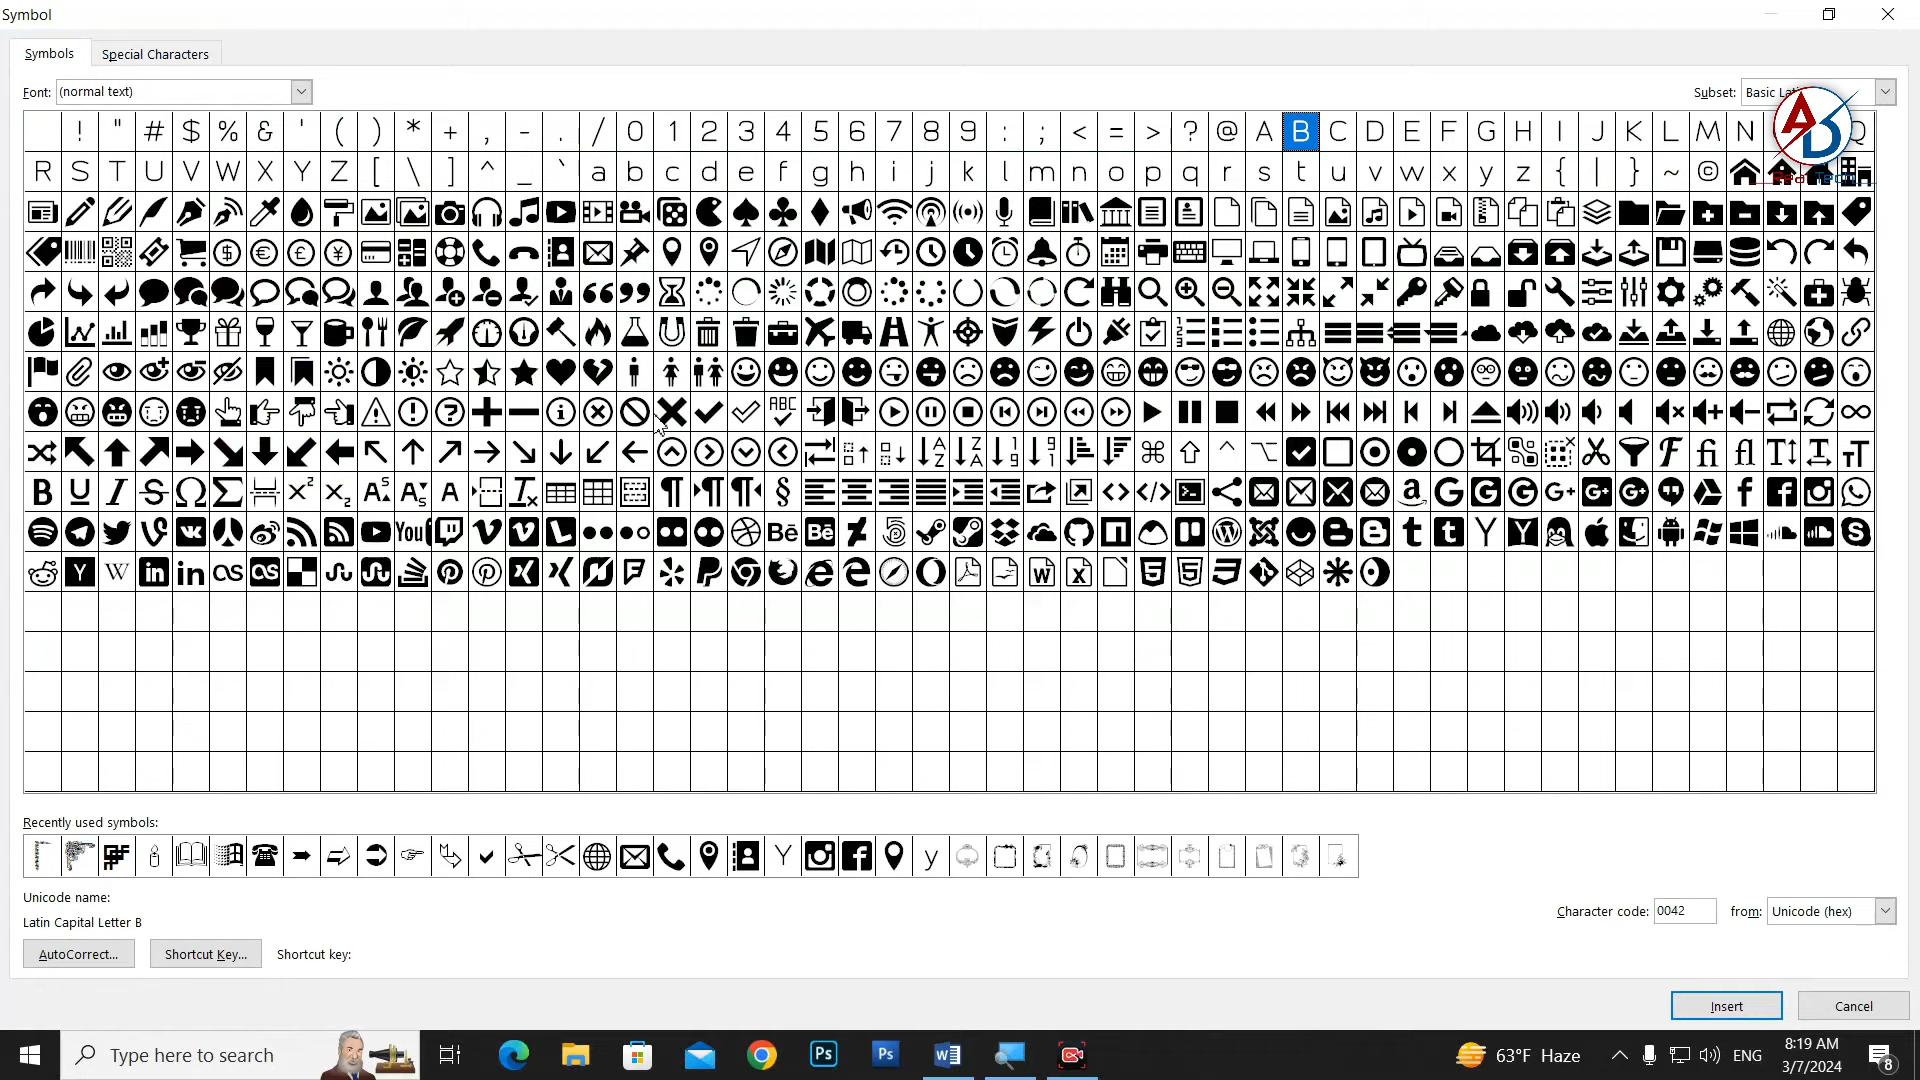 Symbol
Symbols Special Characters
Font: (normal text) Subset:
! " # $ % & ' ( ) * + , - . / 0 1 2 3 4 5 6 7 8 9 : ; < = > ? @ A B C D E F G H I J K L M N Q
R S T U V W X Y Z [ \ ] ^ _ ` a b c d e f g h i j k l m n o p q r s t u v w x y z { | } ~ ©
Recently used symbols:
Unicode name:
Latin Capital Letter B
Character code: 0042 from: Unicode (hex)
AutoCorrect... Shortcut Key... Shortcut key:
Insert Cancel
Type here to search
63°F Haze
ENG
8:19 AM
3/7/2024
8